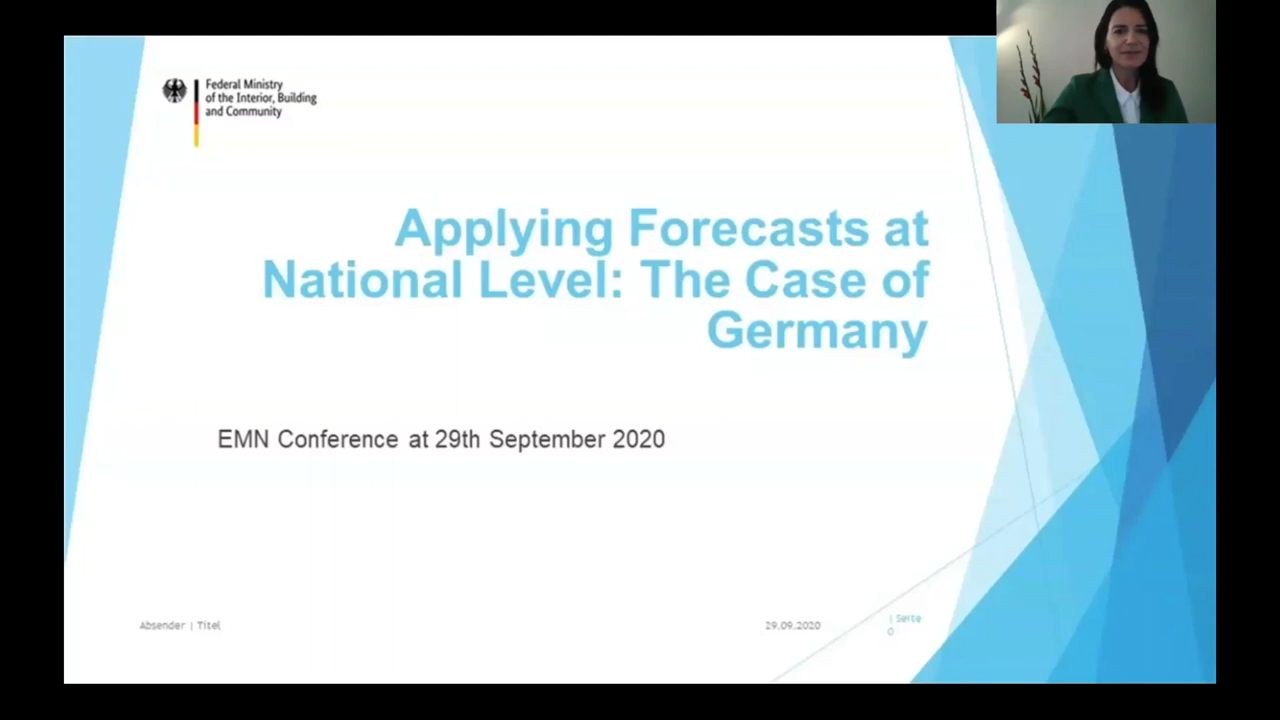 Federal Ministry
of the Interior, Building
and Community
Applying Forecasts at
National Level: The Case of
Germany
EMN Conference at 29th September 2020
Absender | Titel
29.09.2020
| Seite
0